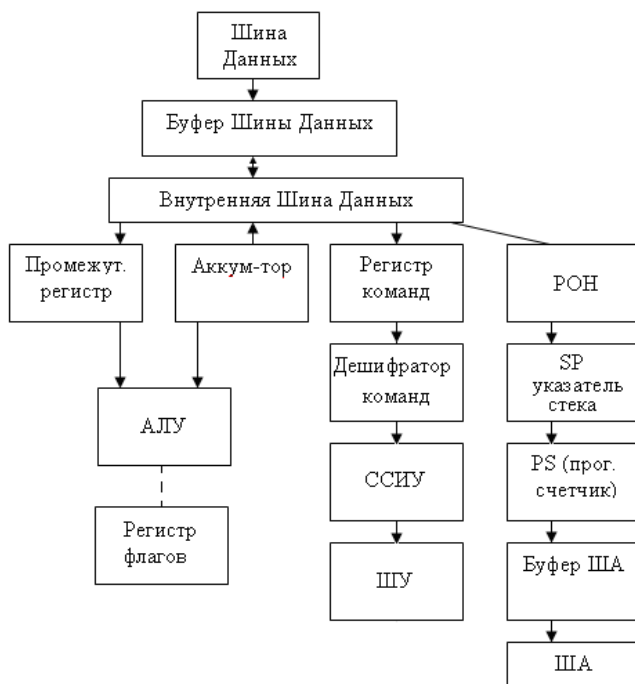 Шина
Данных
Буфер Шины Данных
Внутренняя Шина Данных
Промежут.
регистр
Аккум-тор
Регистр
команд
РОН
Дешифратор
команд
SP
указатель
стека
АЛУ
ССИУ
PS (прог.
счетчик)
Регистр
флагов
ШУ
Буфер ША
ША